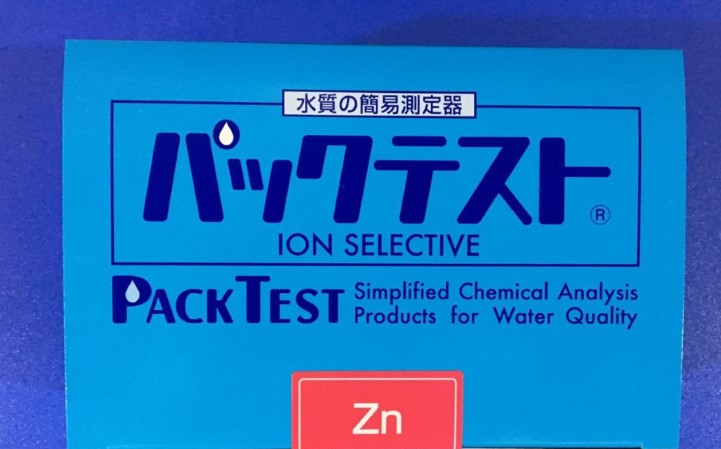 水質の簡易測定器
パックテスト®
ION SELECTIVE
PACKTEST
Simplified Chemical Analysis
Products for Water Quality
Zn